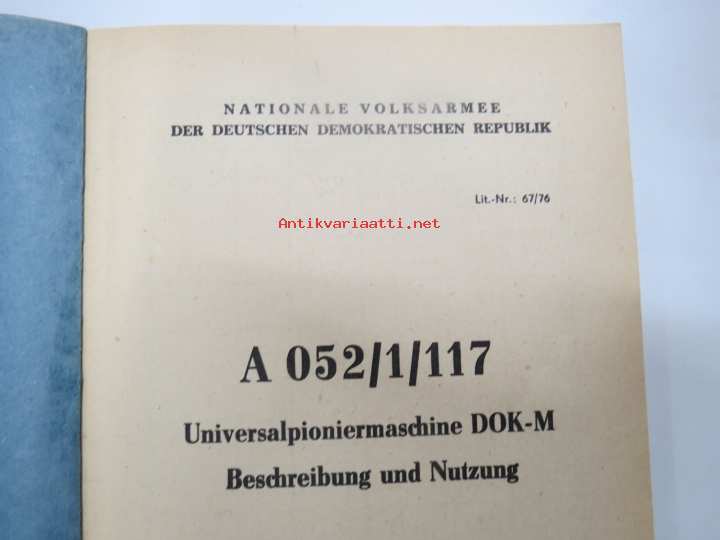 NATIONALE VOLKSARMEE
DER DEUTSCHEN DEMOKRATISCHEN REPUBLIK
Lit.-Nr.: 67/76
Antikvariaatti.net
A 052/1/117
Universalpioniermaschine DOK-M
Beschreibung und Nutzung